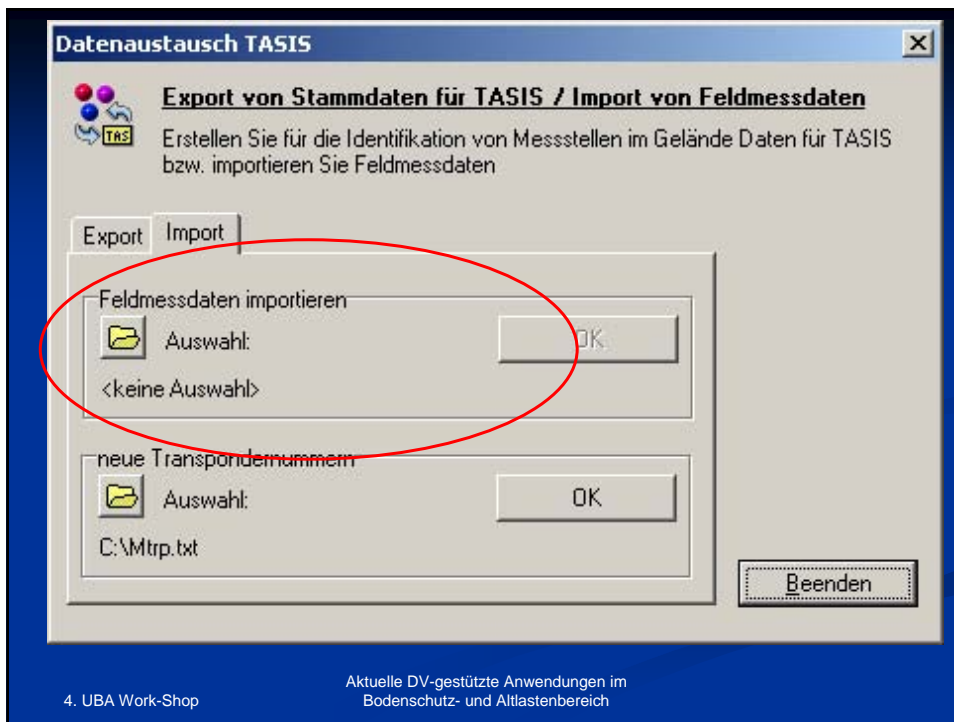 Datenaustausch TASIS
Export von Stammdaten für TASIS / Import von Feldmessdaten
TAS
Erstellen Sie für die Identifikation von Messstellen im Gelände Daten für TASIS
bzw. importieren Sie Feldmessdaten
Export Import
Feldmessdaten importieren
Auswahl: OK
<keine Auswahl>
neue Transpondernummern
Auswahl: OK
C:\Mtrp.txt
Beenden
4. UBA Work-Shop
Aktuelle DV-gestützte Anwendungen im
Bodenschutz- und Altlastenbereich